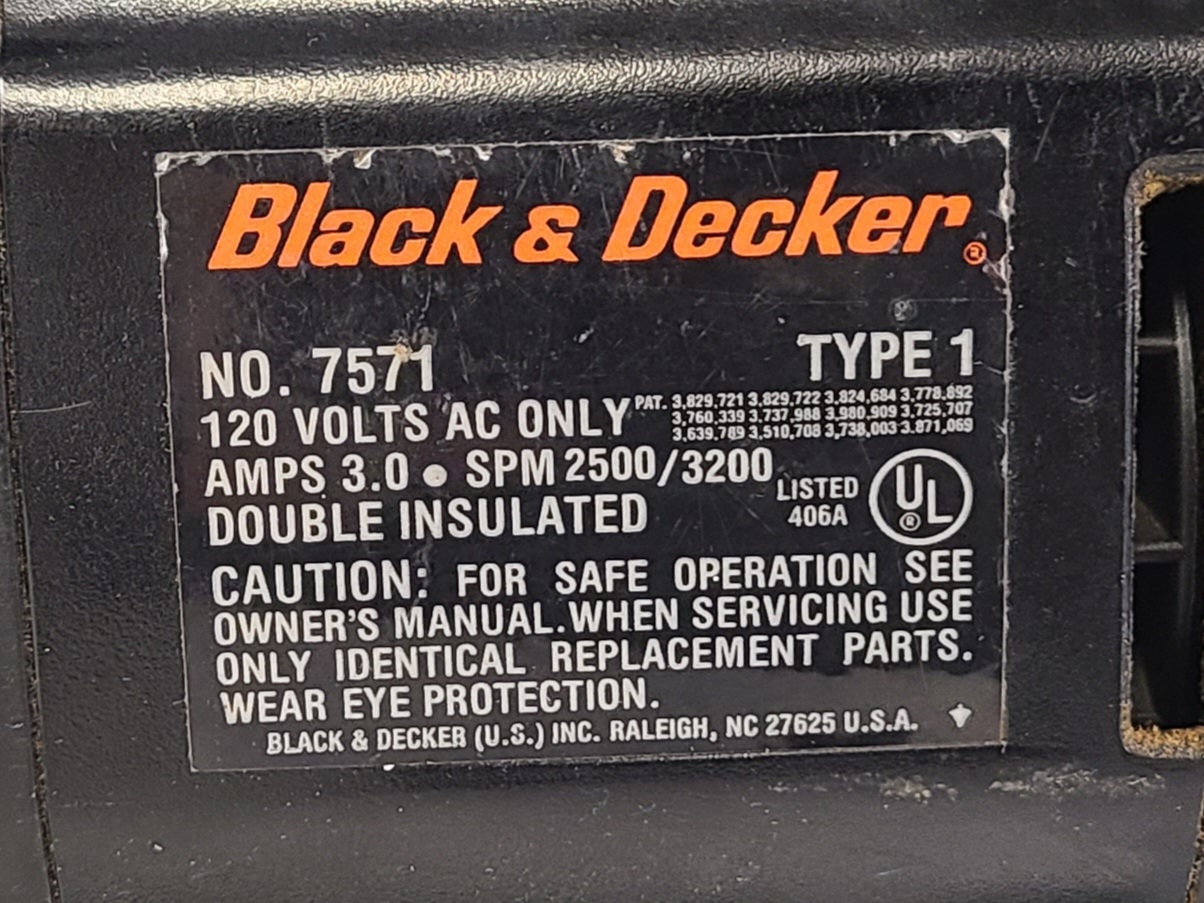 Black & Decker®
NO. 7571 TYPE 1
120 VOLTS AC ONLY PAT. 3,829,721 3,829,722 3,824,684 3,778,892
3,760,339 3,737,988 3,980,909 3,725,707
3,639,789 3,510,708 3,738,003 3,871,069
AMPS 3.0 • SPM 2500/3200
LISTED UL®
406A
DOUBLE INSULATED
CAUTION: FOR SAFE OPERATION SEE
OWNER'S MANUAL. WHEN SERVICING USE
ONLY IDENTICAL REPLACEMENT PARTS.
WEAR EYE PROTECTION.
BLACK & DECKER (U.S.) INC. RALEIGH, NC 27625 U.S.A.